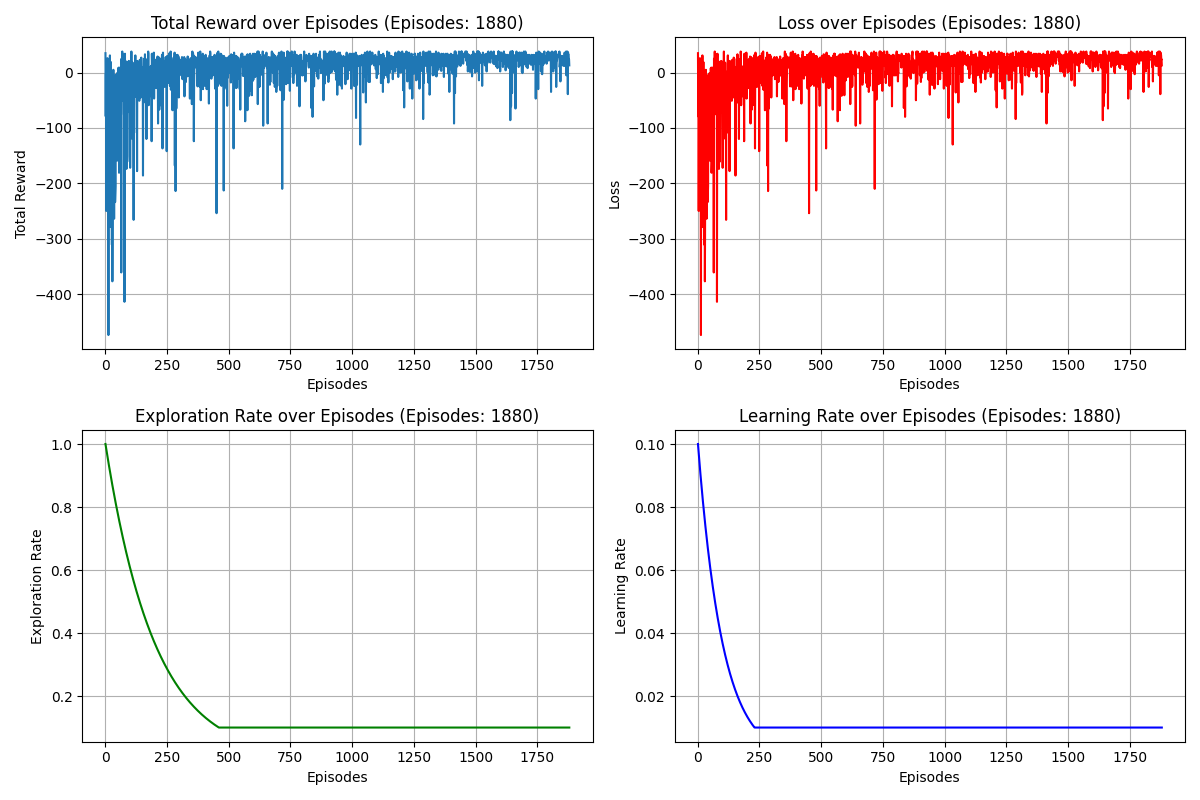 Total Reward over Episodes (Episodes: 1880)
Total Reward
0
−100
−200
−300
−400
0 250 500 750 1000 1250 1500 1750
Episodes
Loss over Episodes (Episodes: 1880)
Loss
0
−100
−200
−300
−400
0 250 500 750 1000 1250 1500 1750
Episodes
Exploration Rate over Episodes (Episodes: 1880)
Exploration Rate
1.0
0.8
0.6
0.4
0.2
0 250 500 750 1000 1250 1500 1750
Episodes
Learning Rate over Episodes (Episodes: 1880)
Learning Rate
0.10
0.08
0.06
0.04
0.02
0 250 500 750 1000 1250 1500 1750
Episodes